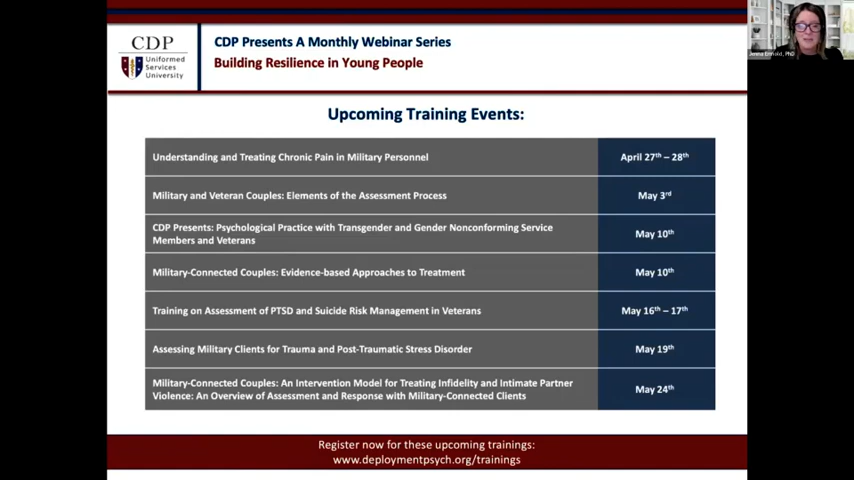 CDP
Uniformed
Services
University
CDP Presents A Monthly Webinar Series
Building Resilience in Young People
Upcoming Training Events:
Understanding and Treating Chronic Pain in Military Personnel April 27th – 28th
Military and Veteran Couples: Elements of the Assessment Process May 3rd
CDP Presents: Psychological Practice with Transgender and Gender Nonconforming Service
Members and Veterans May 10th
Military-Connected Couples: Evidence-based Approaches to Treatment May 10th
Training on Assessment of PTSD and Suicide Risk Management in Veterans May 16th – 17th
Assessing Military Clients for Trauma and Post-Traumatic Stress Disorder May 19th
Military-Connected Couples: An Intervention Model for Treating Infidelity and Intimate Partner
Violence: An Overview of Assessment and Response with Military-Connected Clients May 24th
Register now for these upcoming trainings:
www.deploymentpsych.org/trainings
PhD